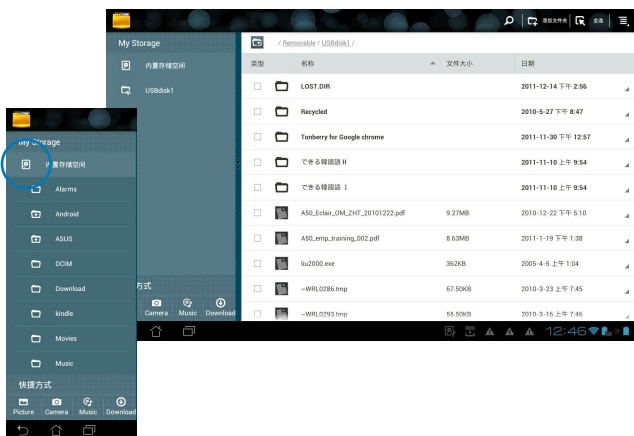 添加文件夹 全选
My Storage
内置存储空间
USBdisk1
/ Removable / USBdisk1 /
类型 名称 文件大小 日期
LOST.DIR 2011-12-14 下午 2:56
Recycled 2010-5-27 下午 8:47
Tonberry for Google chrome 2011-11-30 下午 12:57
できる韓国語 II 2011-11-10 上午 9:54
できる韓国語 I 2011-11-10 上午 9:54
A50_Eclair_OM_ZHT_20101222.pdf 9.27MB 2010-12-22 下午 5:10
A50_emp_training_002.pdf 8.63MB 2011-1-19 下午 1:38
liu2000.exe 362KB 2005-4-5 上午 1:04
~WRL0286.tmp 67.50KB 2010-3-23 上午 7:45
~WRL0293.tmp 55.50KB 2010-3-16 上午 7:46
方式
Camera Music Download
12:46
My Storage
内置存储空间
Alarms
Android
ASUS
DCIM
Download
kindle
Movies
Music
快捷方式
Picture Camera Music Download